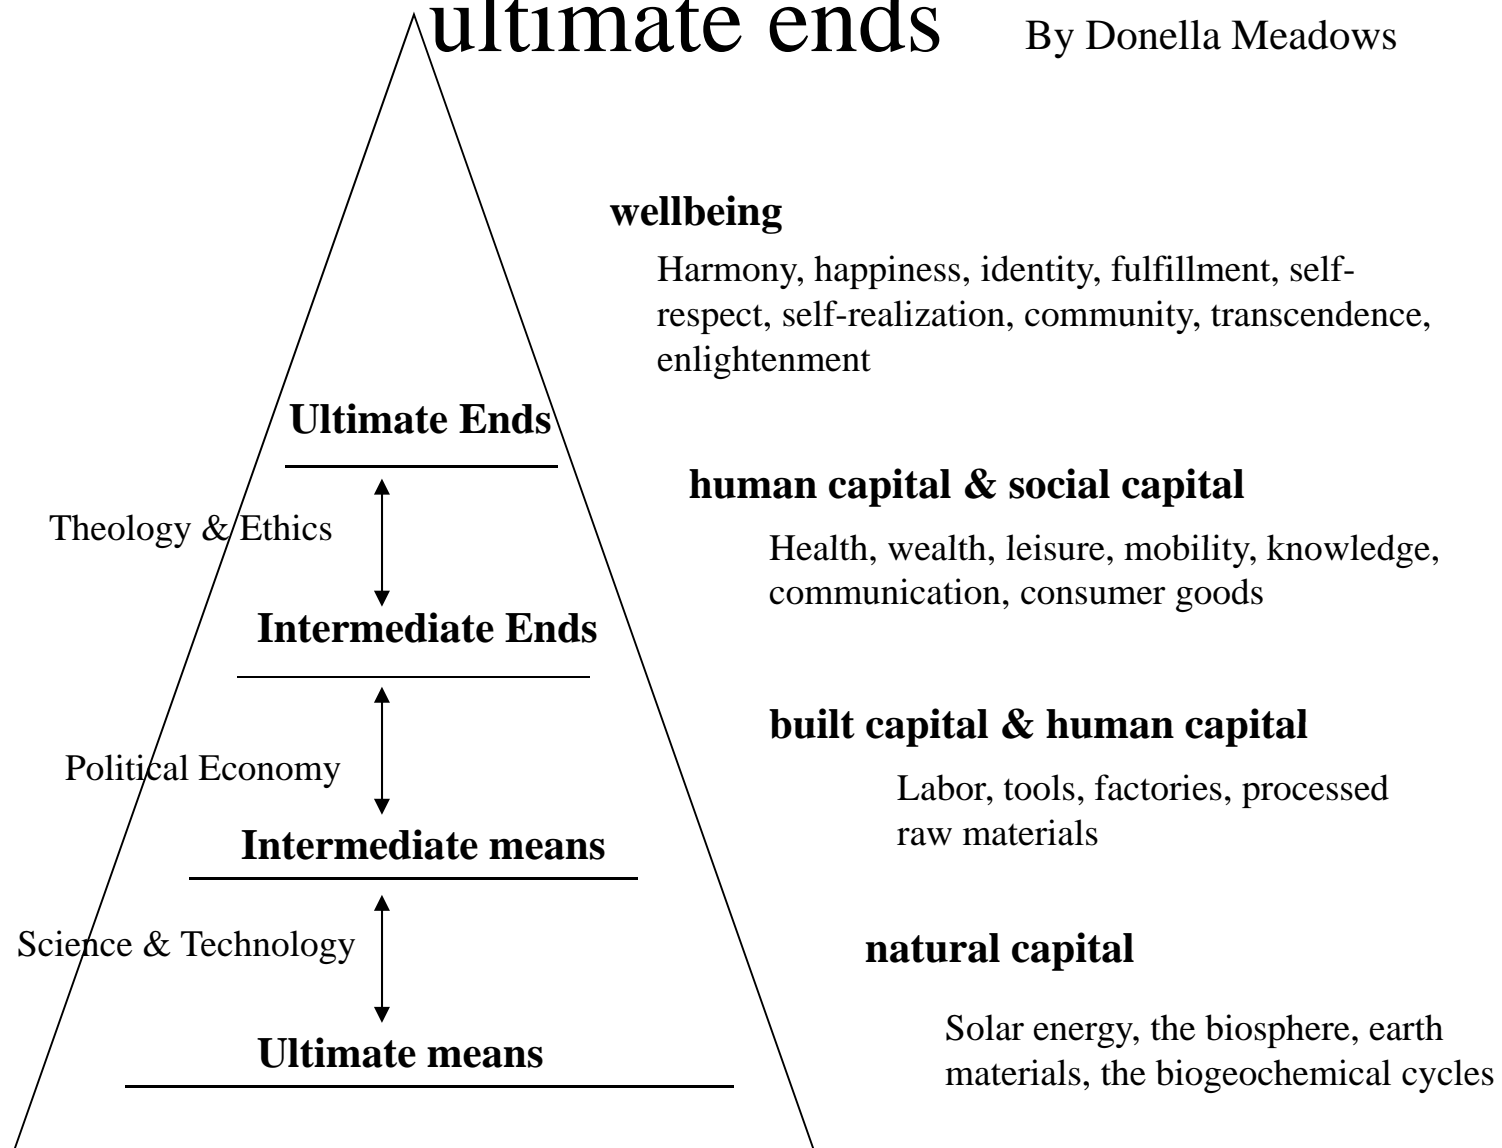 ultimate ends
By Donella Meadows
wellbeing
Harmony, happiness, identity, fulfillment, self-
respect, self-realization, community, transcendence,
enlightenment
Ultimate Ends
human capital & social capital
Theology & Ethics
Health, wealth, leisure, mobility, knowledge,
communication, consumer goods
Intermediate Ends
built capital & human capital
Political Economy
Labor, tools, factories, processed
raw materials
Intermediate means
Science & Technology
natural capital
Solar energy, the biosphere, earth
materials, the biogeochemical cycles
Ultimate means